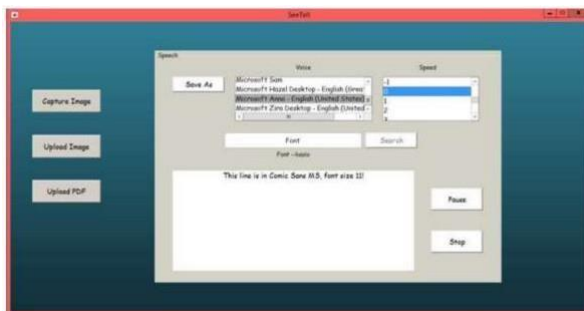 SeeTell
Speech
Voice
Speed
Save As
Microsoft Sam
Microsoft Hazel Desktop - English (Great
Microsoft Anna - English (United States)
Microsoft Zira Desktop - English (United
-1
0
1
2
3
Capture Image
Upload Image
Upload PDF
Font
Search
This line is in Comic Sans MS, font size 11!
Pause
Stop